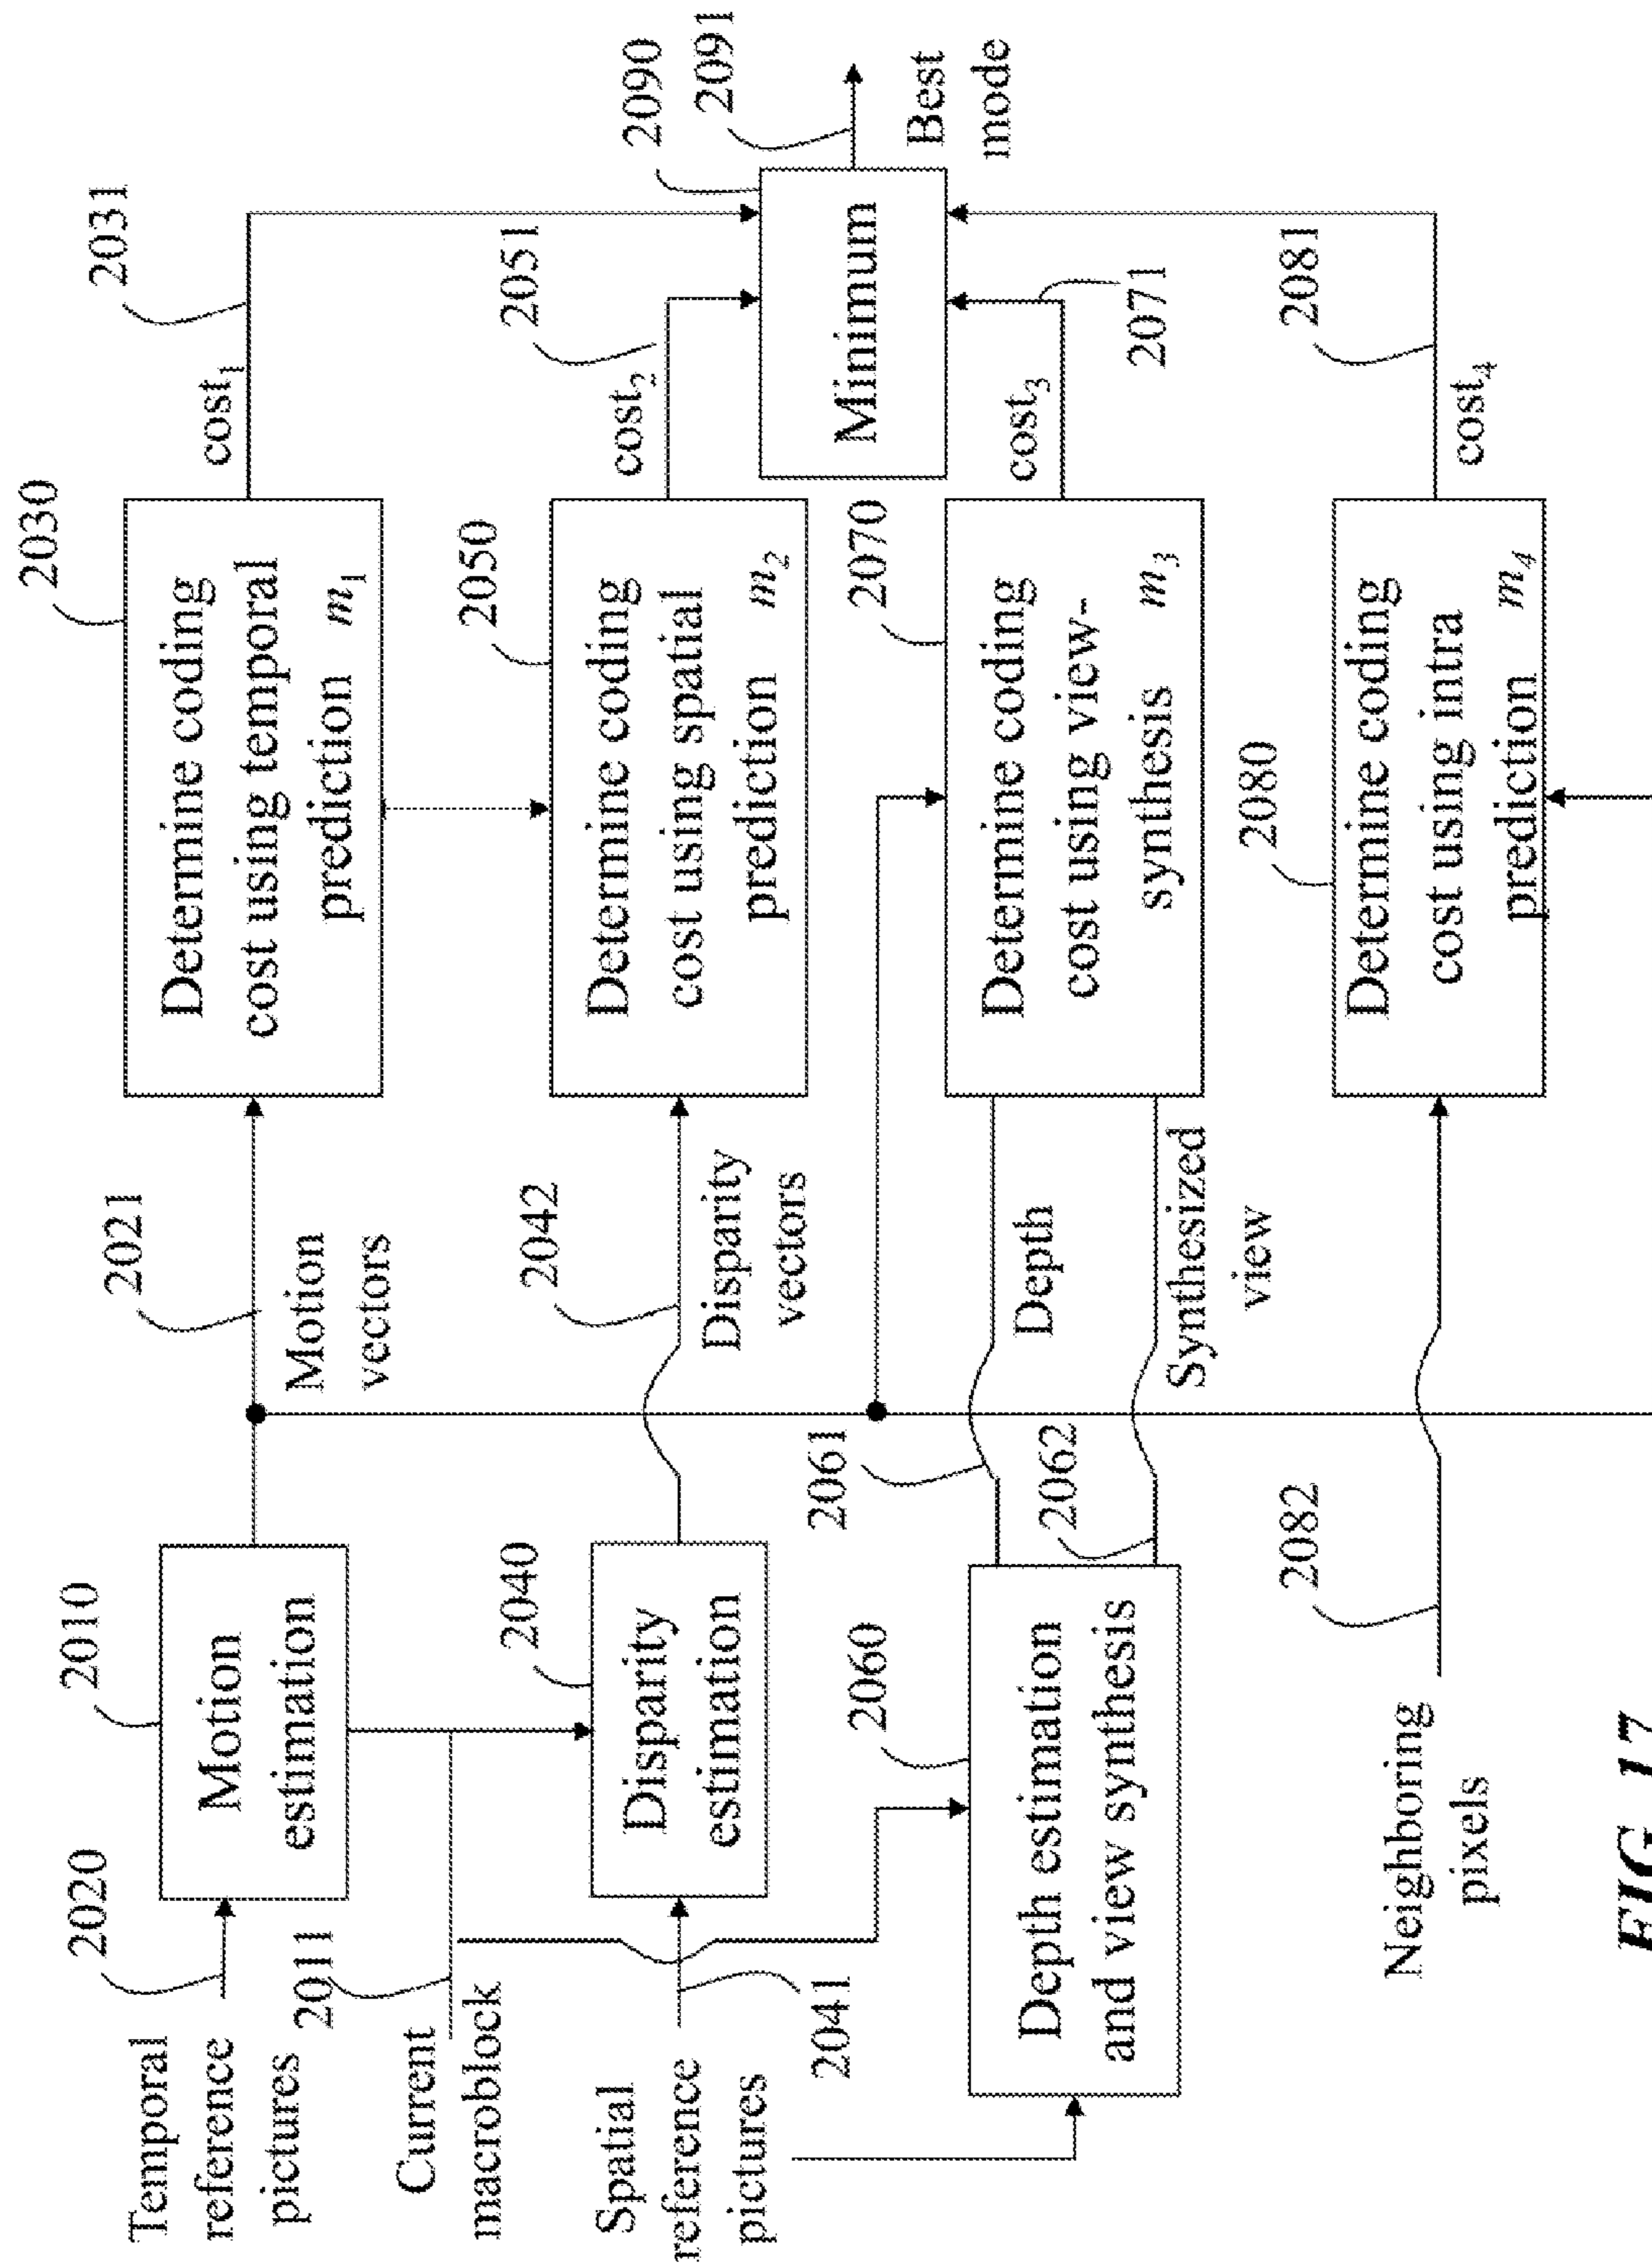 Temporal
reference
pictures
2020
2010
Motion
estimation
2021
Motion
vectors
2030
Determine coding
cost using temporal
prediction m₁
cost₁
2031
Current
macroblock
2011
Spatial
reference
pictures
2041
2040
Disparity
estimation
2042
Disparity
vectors
2050
Determine coding
cost using spatial
prediction m₂
cost₂
2051
2060
Depth estimation
and view synthesis
2061
Depth
2062
Synthesized
view
2070
Determine coding
cost using view-
synthesis m₃
cost₃
2071
Minimum
2090
2091
Best
mode
Neighboring
pixels
2082
2080
Determine coding
cost using intra
prediction m₄
cost₄
2081
FIG. 17